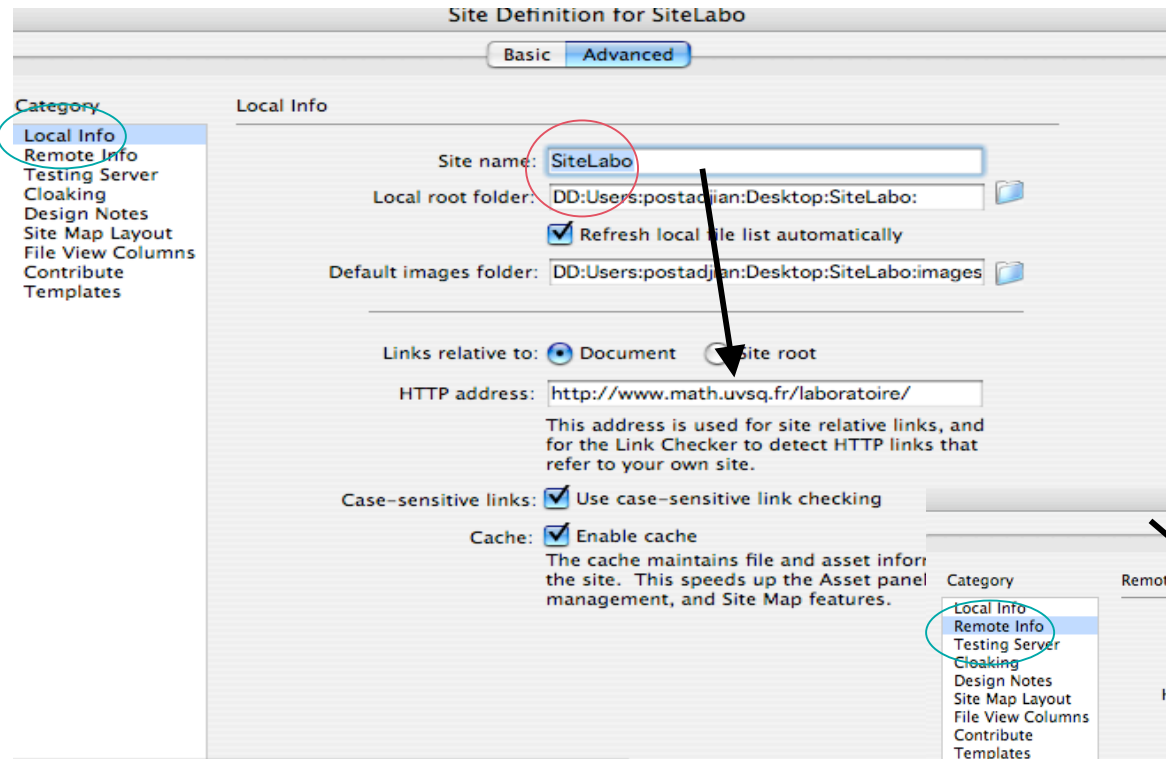 Site Definition for SiteLabo
Basic Advanced
Category
Local Info
Remote Info
Testing Server
Cloaking
Design Notes
Site Map Layout
File View Columns
Contribute
Templates
Local Info
Site name: SiteLabo
Local root folder: DD:Users:postadjian:Desktop:SiteLabo:
Refresh local file list automatically
Default images folder: DD:Users:postadjian:Desktop:SiteLabo:images
Links relative to: Document Site root
HTTP address: http://www.math.uvsq.fr/laboratoire/
This address is used for site relative links, and
for the Link Checker to detect HTTP links that
refer to your own site.
Case-sensitive links: Use case-sensitive link checking
Cache: Enable cache
The cache maintains file and asset infor
the site. This speeds up the Asset panel
management, and Site Map features.
Category
Local Info
Remote Info
Testing Server
Cloaking
Design Notes
Site Map Layout
File View Columns
Contribute
Templates
Remot
H